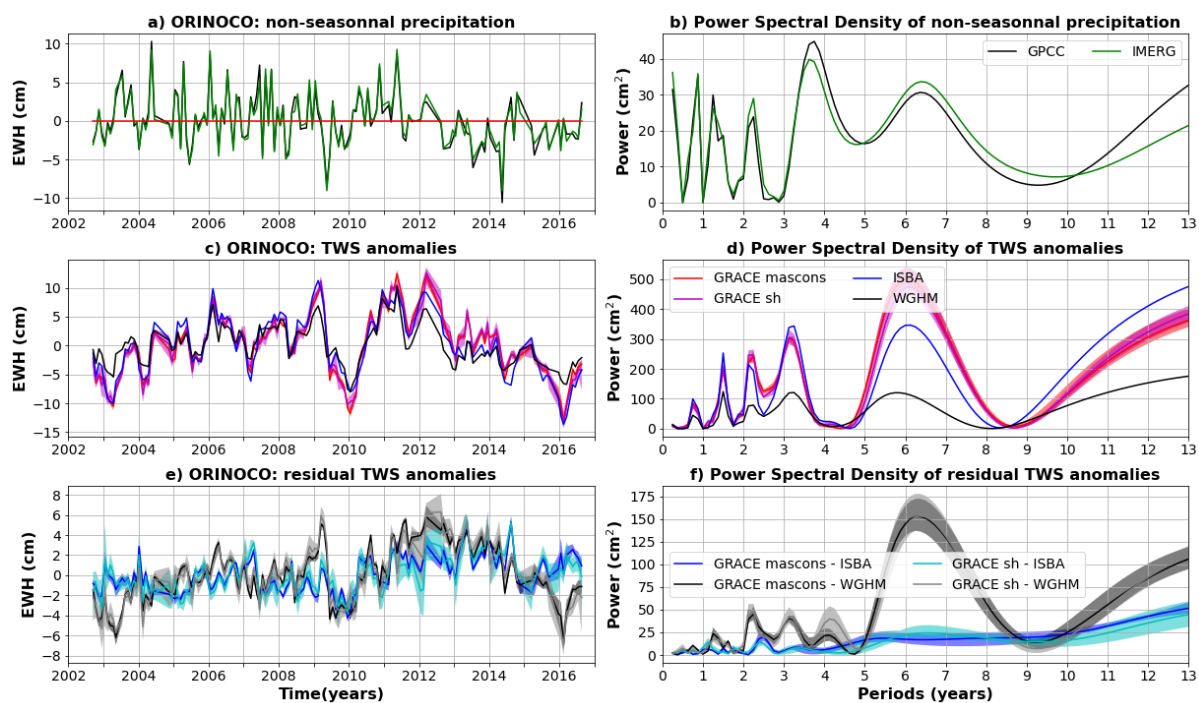 a) ORINOCO: non-seasonnal precipitation
EWH (cm)
10
5
0
−5
−10
2002 2004 2006 2008 2010 2012 2014 2016
b) Power Spectral Density of non-seasonnal precipitation
GPCC IMERG
Power (cm²)
40
30
20
10
0
0 1 2 3 4 5 6 7 8 9 10 11 12 13
c) ORINOCO: TWS anomalies
EWH (cm)
10
5
0
−5
−10
−15
2002 2004 2006 2008 2010 2012 2014 2016
d) Power Spectral Density of TWS anomalies
GRACE mascons ISBA
GRACE sh WGHM
Power (cm²)
500
400
300
200
100
0
0 1 2 3 4 5 6 7 8 9 10 11 12 13
e) ORINOCO: residual TWS anomalies
EWH (cm)
8
6
4
2
0
−2
−4
−6
−8
2002 2004 2006 2008 2010 2012 2014 2016
Time(years)
f) Power Spectral Density of residual TWS anomalies
GRACE mascons - ISBA GRACE sh - ISBA
GRACE mascons - WGHM GRACE sh - WGHM
Power (cm²)
175
150
125
100
75
50
25
0
0 1 2 3 4 5 6 7 8 9 10 11 12 13
Periods (years)